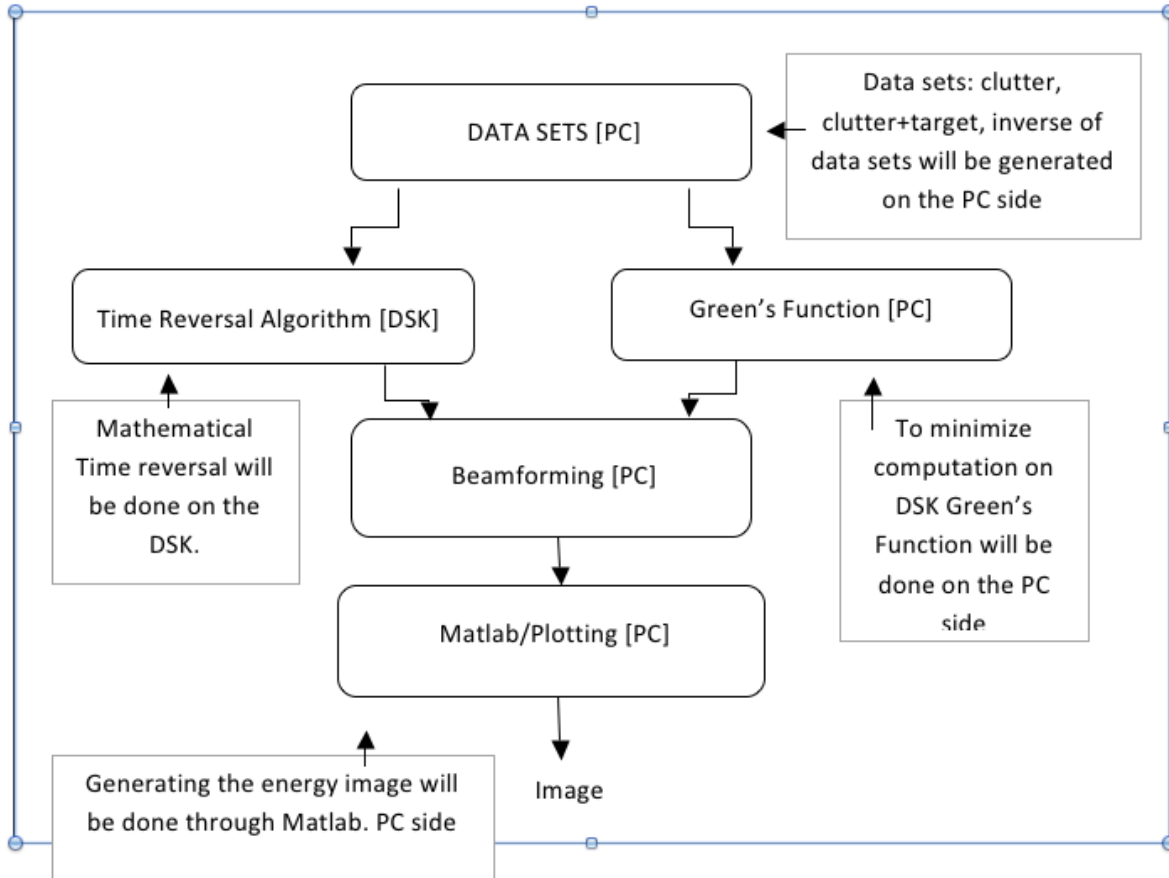 DATA SETS [PC]
Data sets: clutter,
clutter+target, inverse of
data sets will be generated
on the PC side
Time Reversal Algorithm [DSK]
Green’s Function [PC]
Mathematical
Time reversal will
be done on the
DSK.
Beamforming [PC]
To minimize
computation on
DSK Green’s
Function will be
done on the PC
side
Matlab/Plotting [PC]
Generating the energy image will
be done through Matlab. PC side
Image